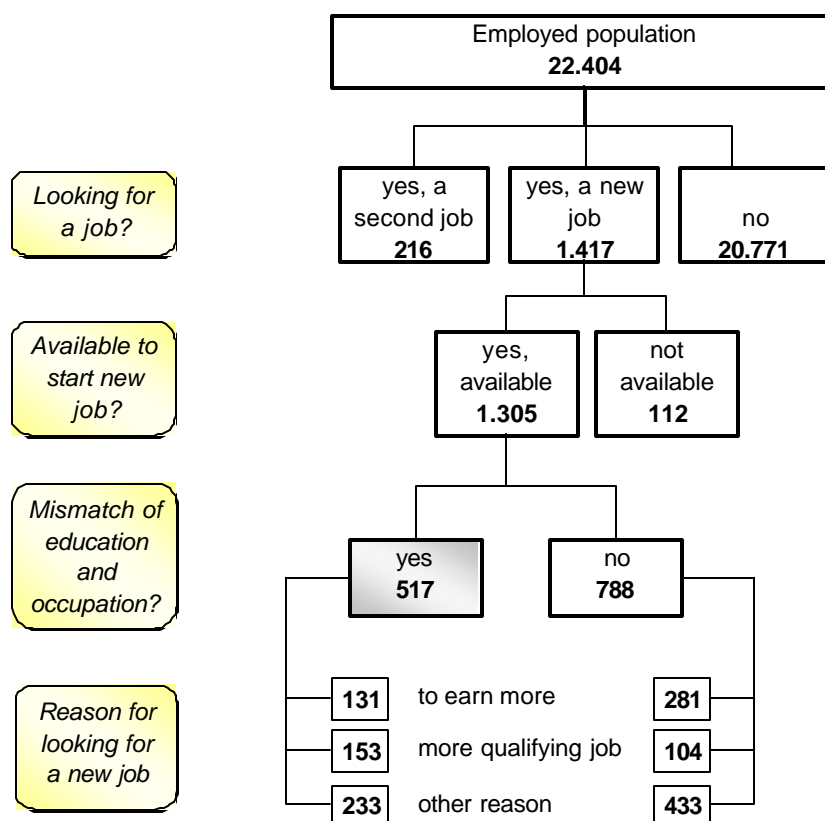 Employed population
22.404
Looking for
a job?
yes, a
second job
216
yes, a new
job
1.417
no
20.771
Available to
start new
job?
yes,
available
1.305
not
available
112
Mismatch of
education
and
occupation?
yes
517
no
788
Reason for
looking for
a new job
131 to earn more 281
153 more qualifying job 104
233 other reason 433